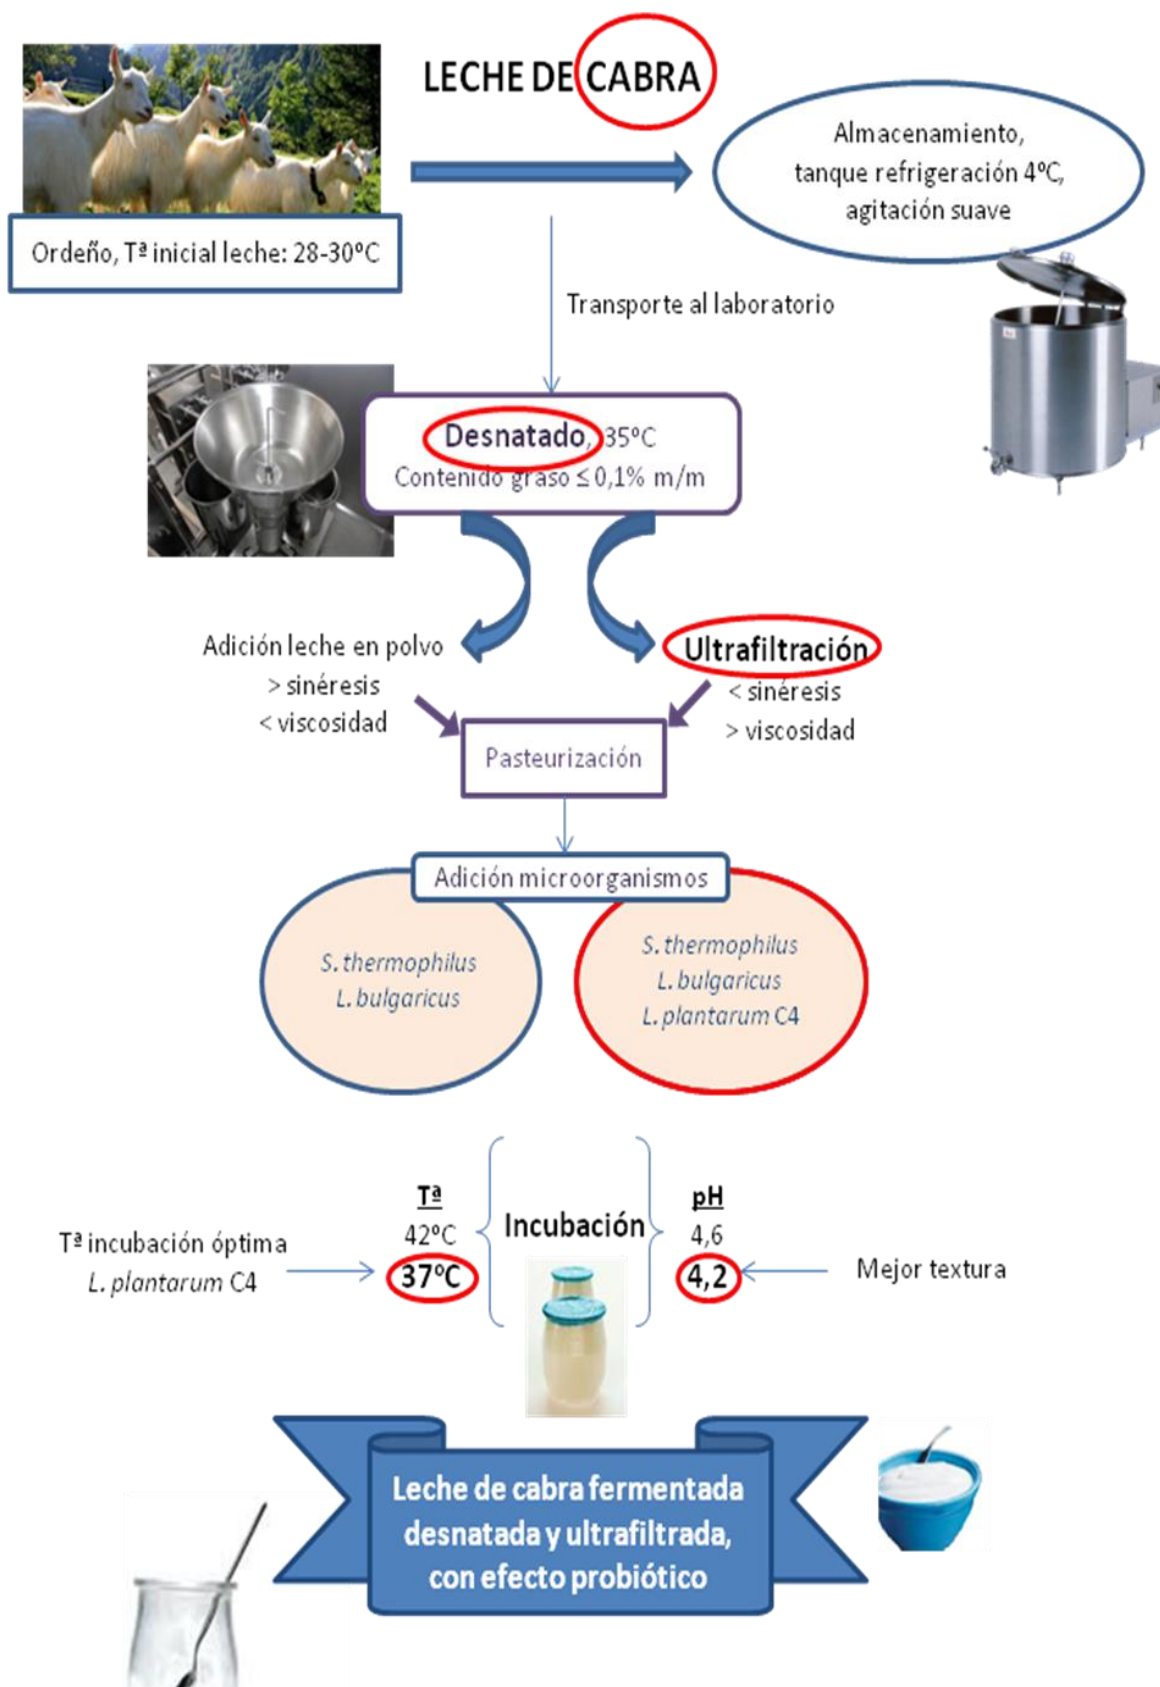 LECHE DE CABRA
Almacenamiento,
tanque refrigeración 4ºC,
agitación suave
Ordeño, Tª inicial leche: 28-30ºC
Transporte al laboratorio
Desnatado, 35ºC
Contenido graso ≤ 0,1% m/m
Adición leche en polvo
> sinéresis
< viscosidad
Ultrafiltración
< sinéresis
> viscosidad
Pasteurización
Adición microorganismos
S. thermophilus
L. bulgaricus
S. thermophilus
L. bulgaricus
L. plantarum C4
Tª
42ºC
37ºC
Incubación
pH
4,6
4,2
Tª incubación óptima
L. plantarum C4
Mejor textura
Leche de cabra fermentada
desnatada y ultrafiltrada,
con efecto probiótico